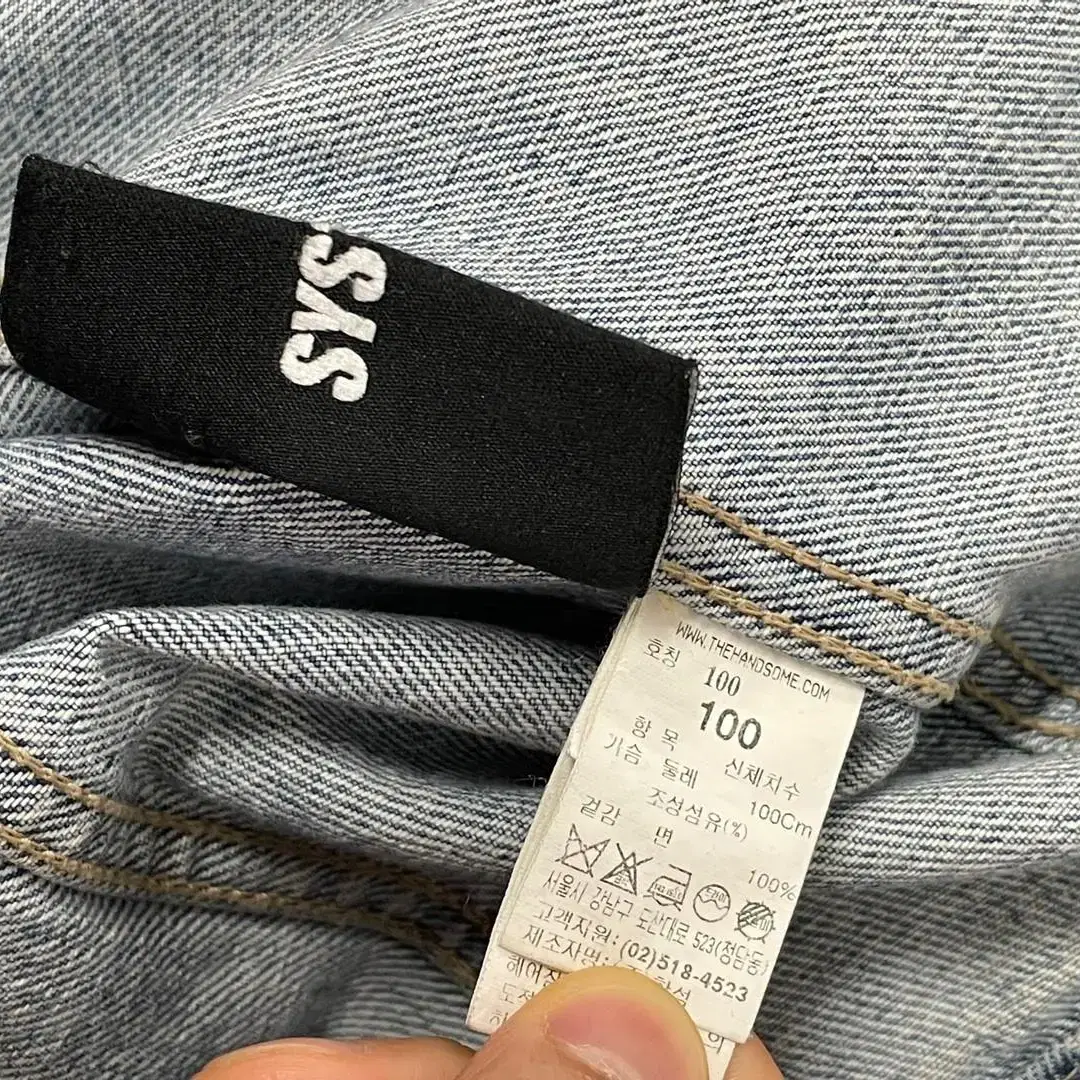 SYS
WWW.THEHANDSOME.COM
호칭 100
100
항 목 신체치수
가슴 둘레 100Cm
조성섬유(%)
겉감 면 100%
서울시 강남구 도산대로 523(청담동)
고객지원: (02)518-4523
제조자명: